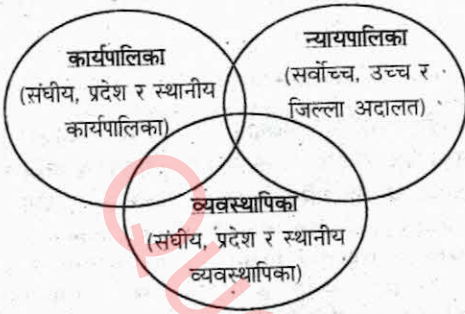 कार्यपालिका
(संघीय, प्रदेश र स्थानीय
कार्यपालिका)
न्यायपालिका
(सर्वोच्च, उच्च र
जिल्ला अदालत)
व्यवस्थापिका
(संघीय, प्रदेश र स्थानीय
व्यवस्थापिका)